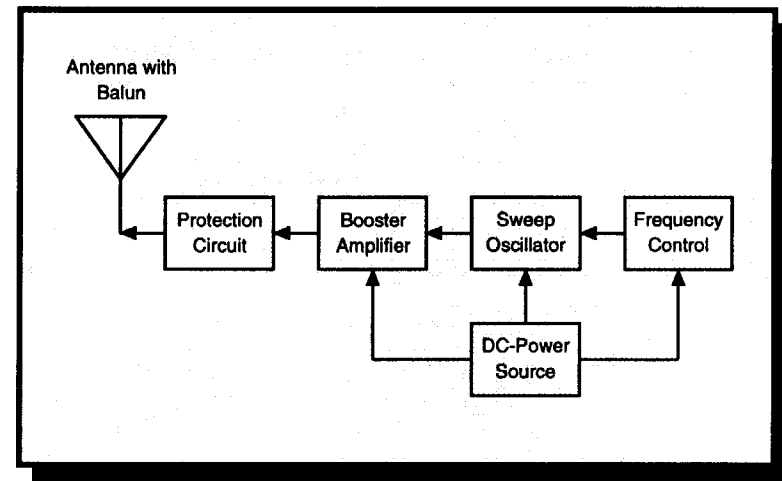 Antenna with
Balun
Protection
Circuit
Booster
Amplifier
Sweep
Oscillator
Frequency
Control
DC-Power
Source